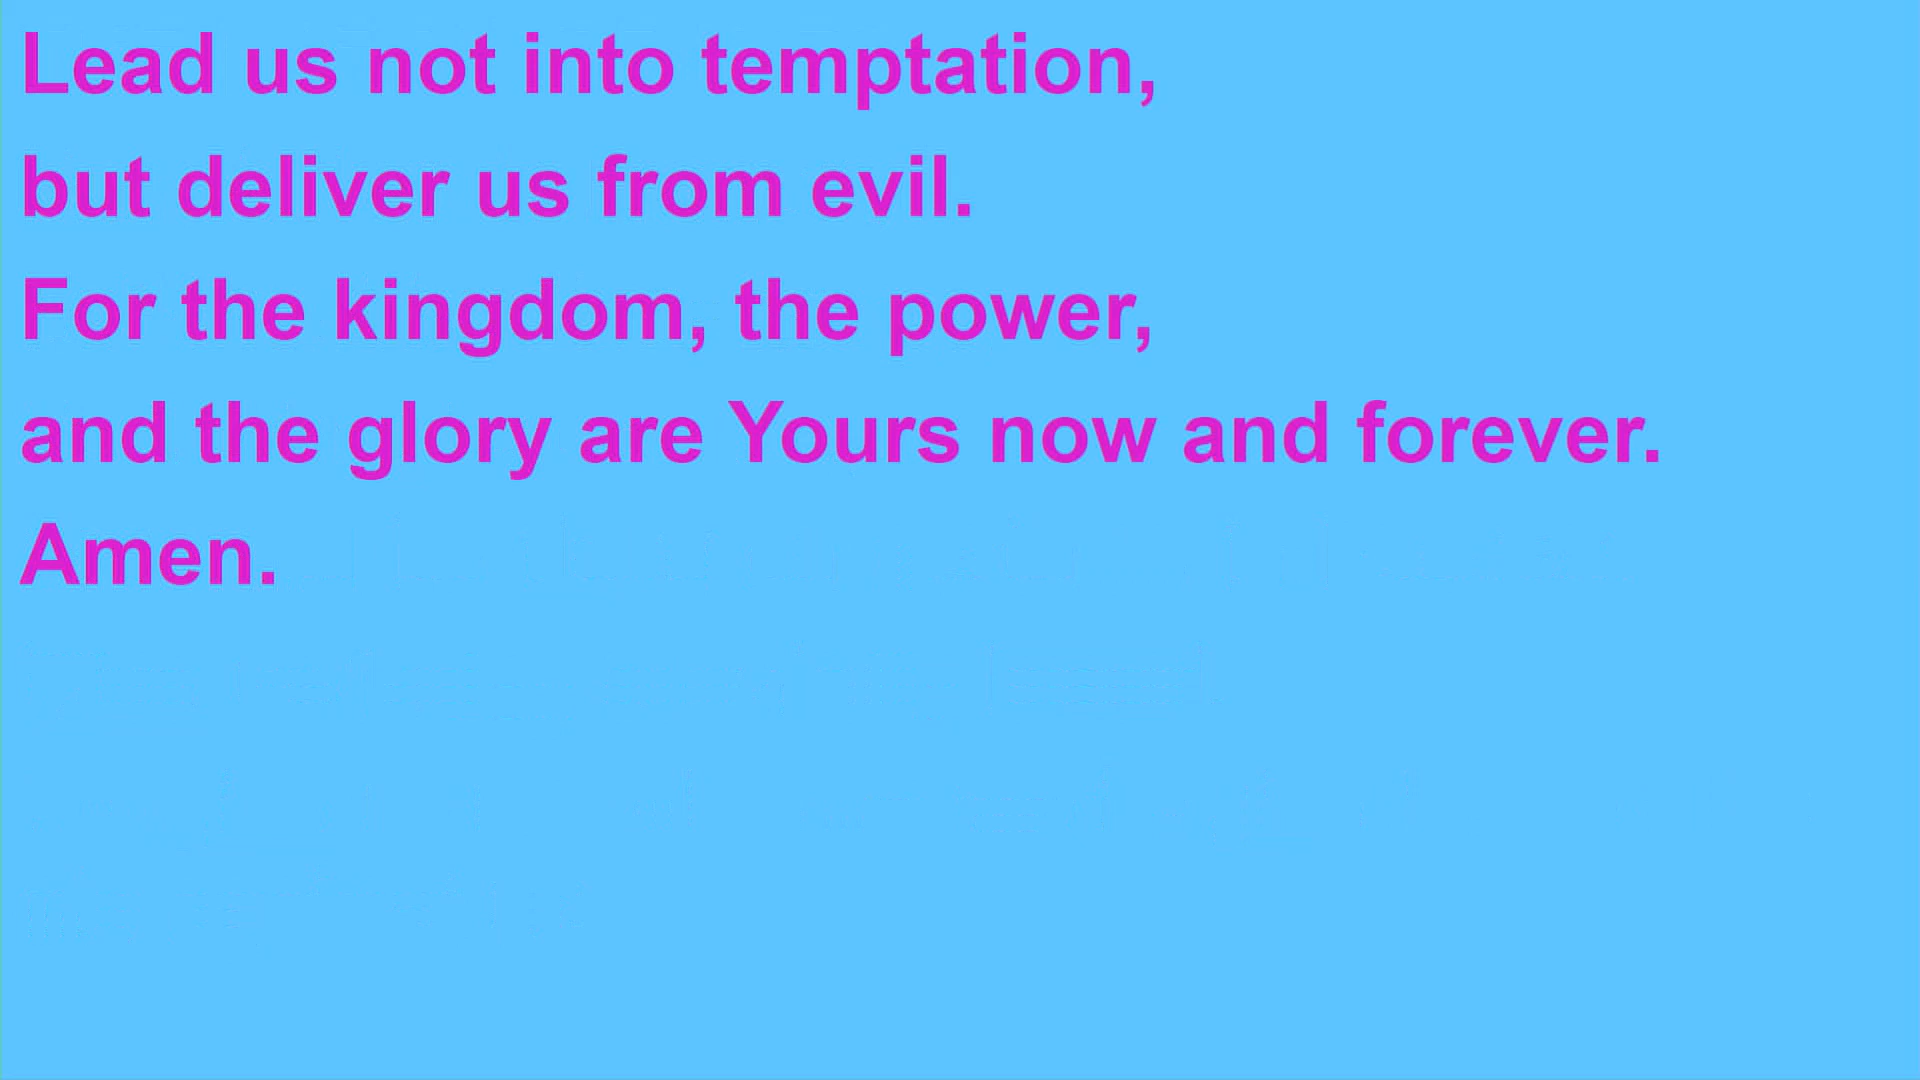 Lead us not into temptation,
but deliver us from evil.
For the kingdom, the power,
and the glory are Yours now and forever.
Amen.